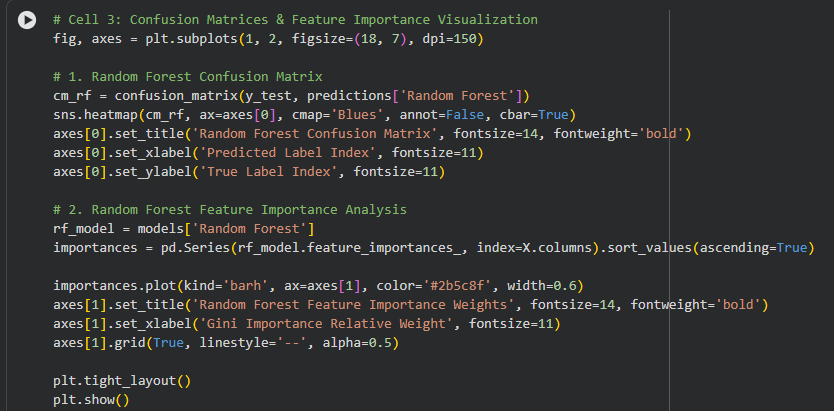 # Cell 3: Confusion Matrices & Feature Importance Visualization
fig, axes = plt.subplots(1, 2, figsize=(18, 7), dpi=150)
# 1. Random Forest Confusion Matrix
cm_rf = confusion_matrix(y_test, predictions['Random Forest'])
sns.heatmap(cm_rf, ax=axes[0], cmap='Blues', annot=False, cbar=True)
axes[0].set_title('Random Forest Confusion Matrix', fontsize=14, fontweight='bold')
axes[0].set_xlabel('Predicted Label Index', fontsize=11)
axes[0].set_ylabel('True Label Index', fontsize=11)
# 2. Random Forest Feature Importance Analysis
rf_model = models['Random Forest']
importances = pd.Series(rf_model.feature_importances_, index=X.columns).sort_values(ascending=True)
importances.plot(kind='barh', ax=axes[1], color='#2b5c8f', width=0.6)
axes[1].set_title('Random Forest Feature Importance Weights', fontsize=14, fontweight='bold')
axes[1].set_xlabel('Gini Importance Relative Weight', fontsize=11)
axes[1].grid(True, linestyle='--', alpha=0.5)
plt.tight_layout()
plt.show()